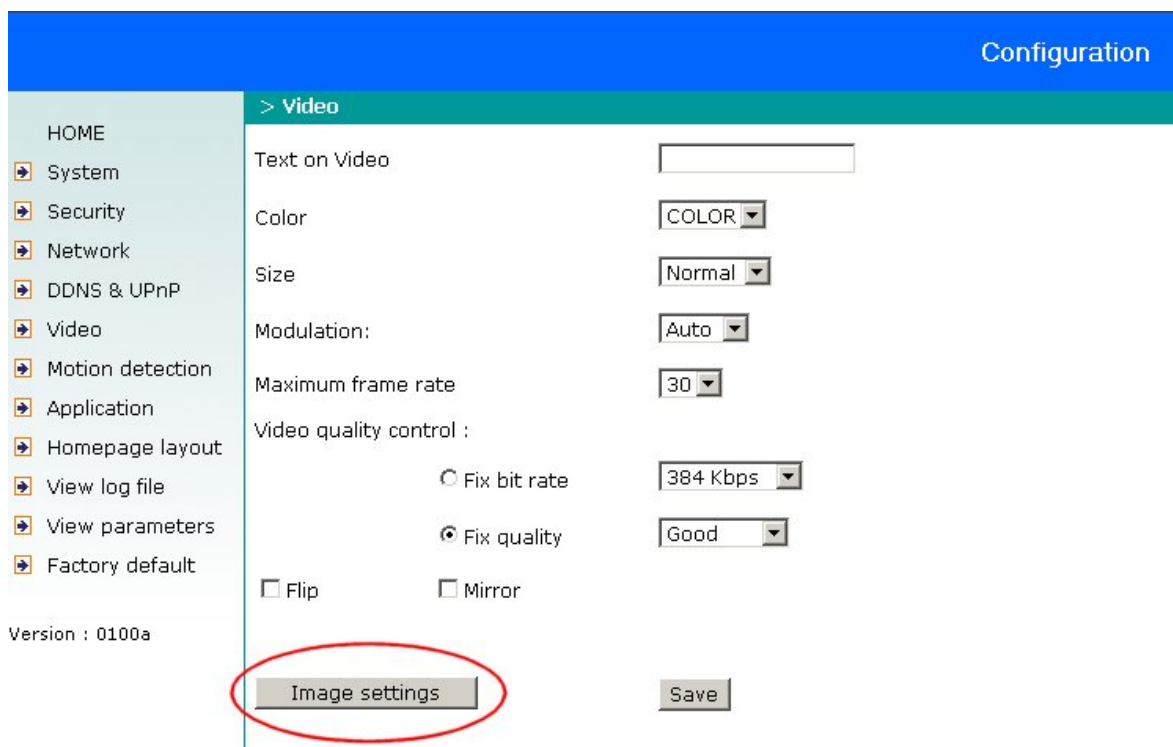 Configuration
HOME
System
Security
Network
DDNS & UPnP
Video
Motion detection
Application
Homepage layout
View log file
View parameters
Factory default
Version : 0100a
> Video
Text on Video
Color COLOR
Size Normal
Modulation: Auto
Maximum frame rate 30
Video quality control :
Fix bit rate 384 Kbps
Fix quality Good
Flip Mirror
Image settings Save